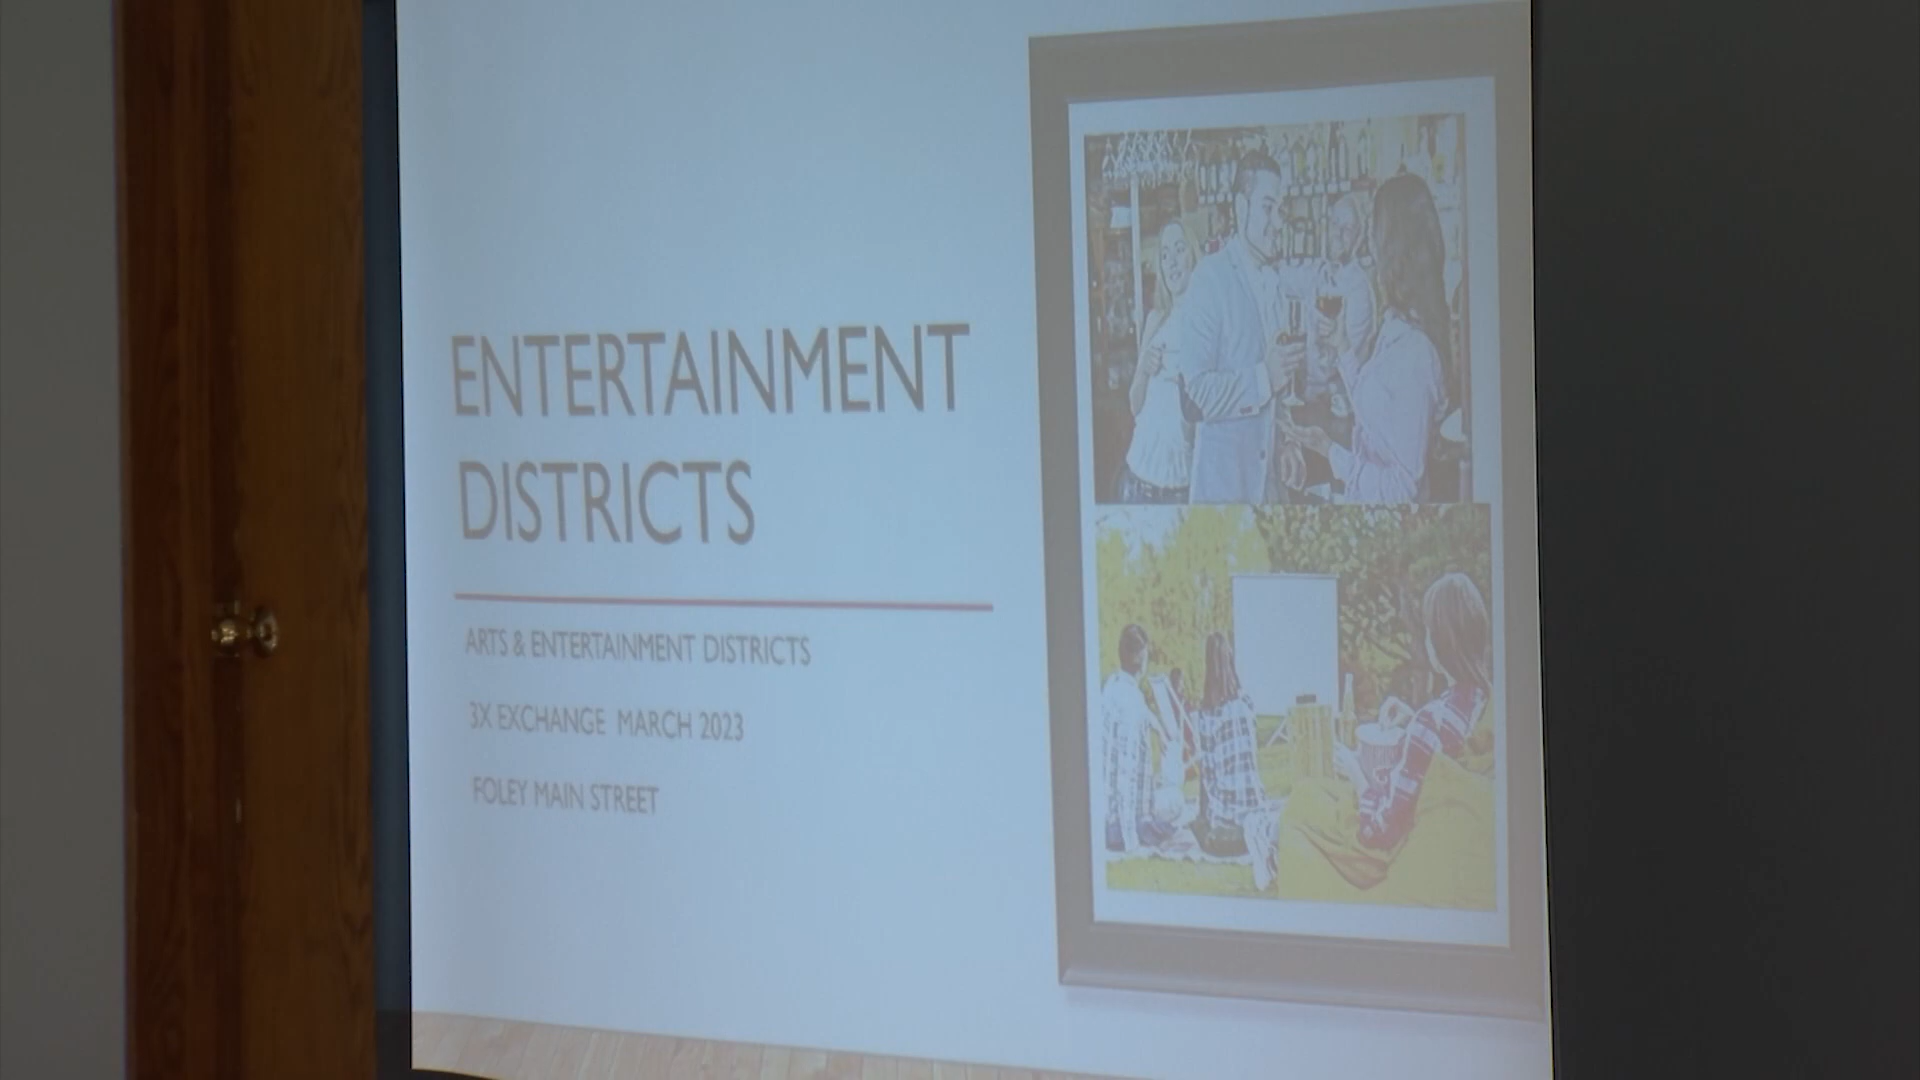 ENTERTAINMENT
DISTRICTS
ARTS & ENTERTAINMENT DISTRICTS
3X EXCHANGE MARCH 2023
FOLEY MAIN STREET